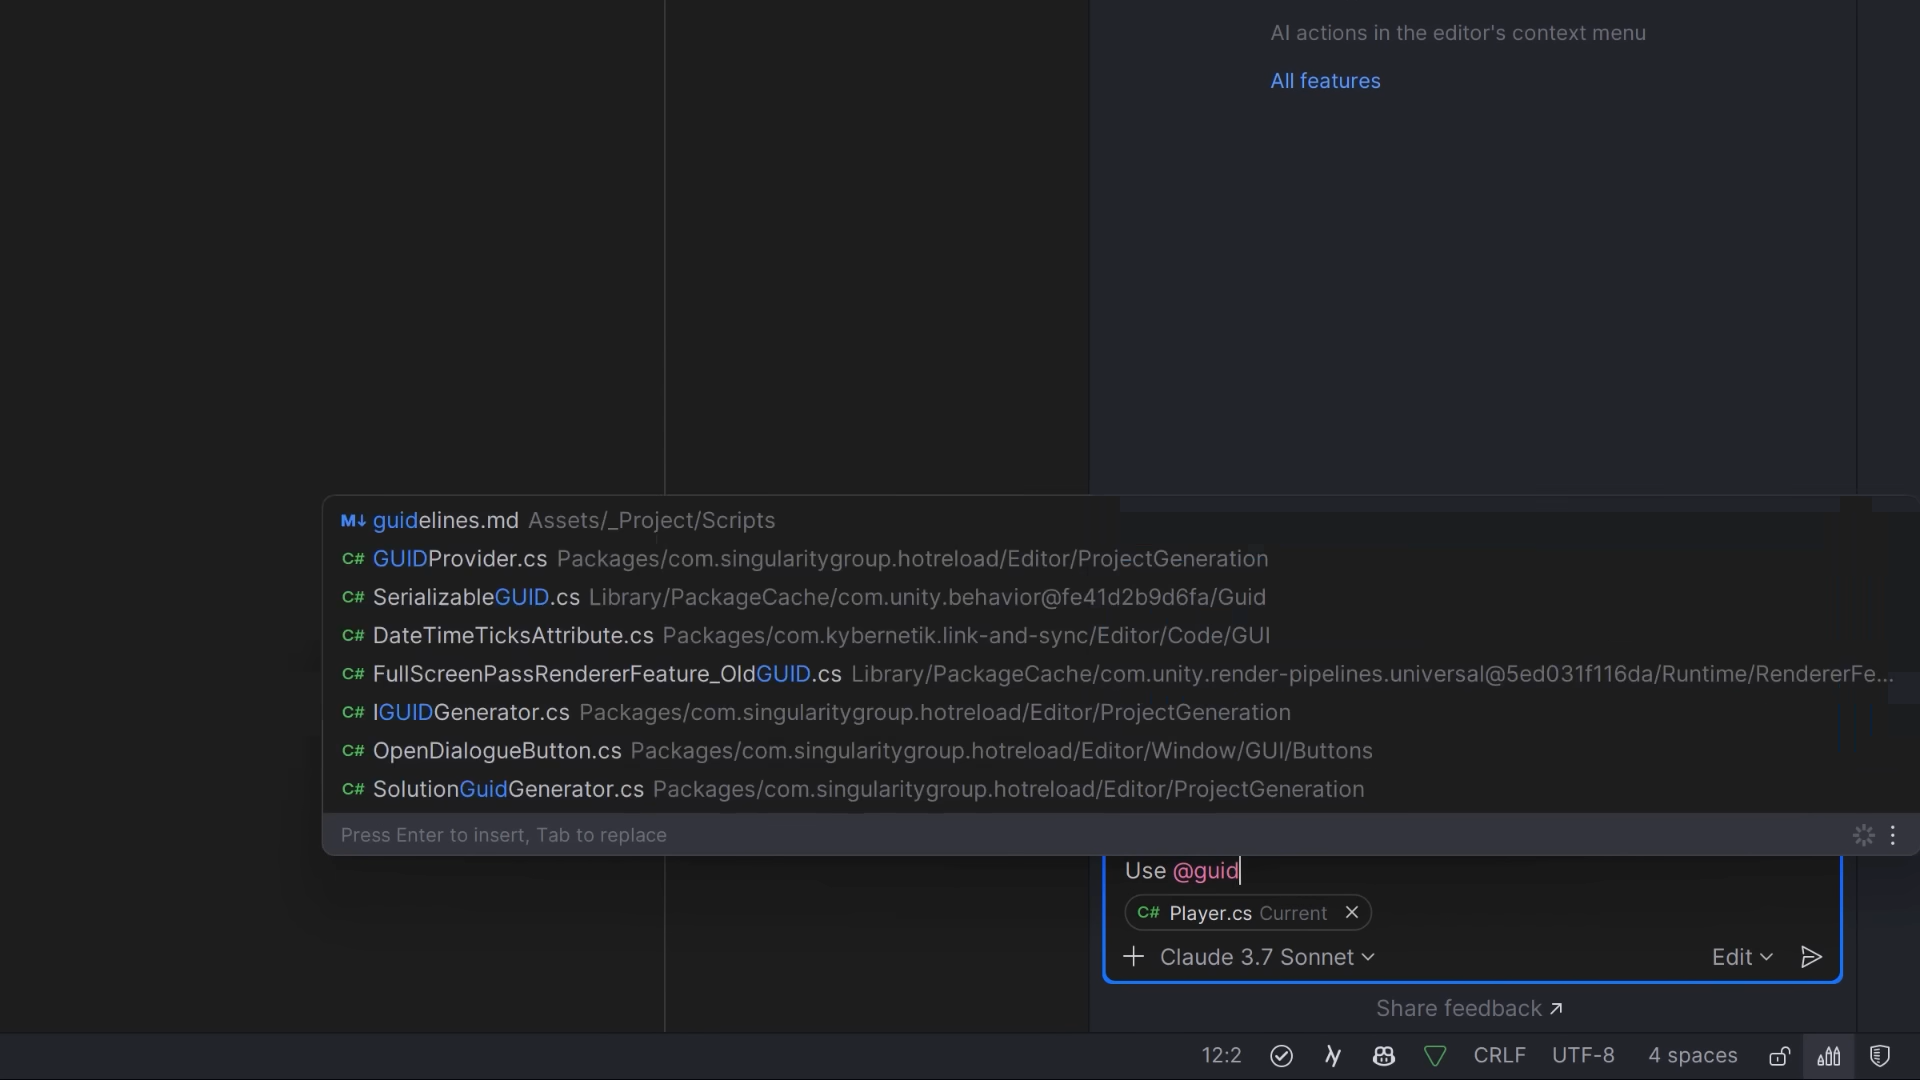 AI actions in the editor's context menu
All features
M↓ guidelines.md Assets/_Project/Scripts
C# GUIDProvider.cs Packages/com.singularitygroup.hotreload/Editor/ProjectGeneration
C# SerializableGUID.cs Library/PackageCache/com.unity.behavior@fe41d2b9d6fa/Guid
C# DateTimeTicksAttribute.cs Packages/com.kybernetik.link-and-sync/Editor/Code/GUI
C# FullScreenPassRendererFeature_OldGUID.cs Library/PackageCache/com.unity.render-pipelines.universal@5ed031f116da/Runtime/RendererFe...
C# IGUIDGenerator.cs Packages/com.singularitygroup.hotreload/Editor/ProjectGeneration
C# OpenDialogueButton.cs Packages/com.singularitygroup.hotreload/Editor/Window/GUI/Buttons
C# SolutionGuidGenerator.cs Packages/com.singularitygroup.hotreload/Editor/ProjectGeneration
Press Enter to insert, Tab to replace
Use @guid
C# Player.cs Current
Claude 3.7 Sonnet Edit
Share feedback
12:2 CRLF UTF-8 4 spaces